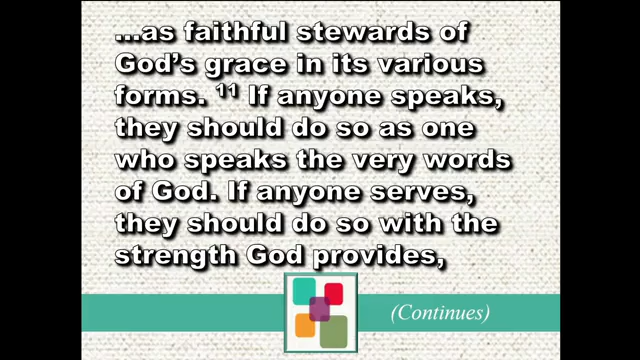 ...as faithful stewards of
God's grace in its various
forms. ¹¹ If anyone speaks,
they should do so as one
who speaks the very words
of God. If anyone serves,
they should do so with the
strength God provides,
(Continues)